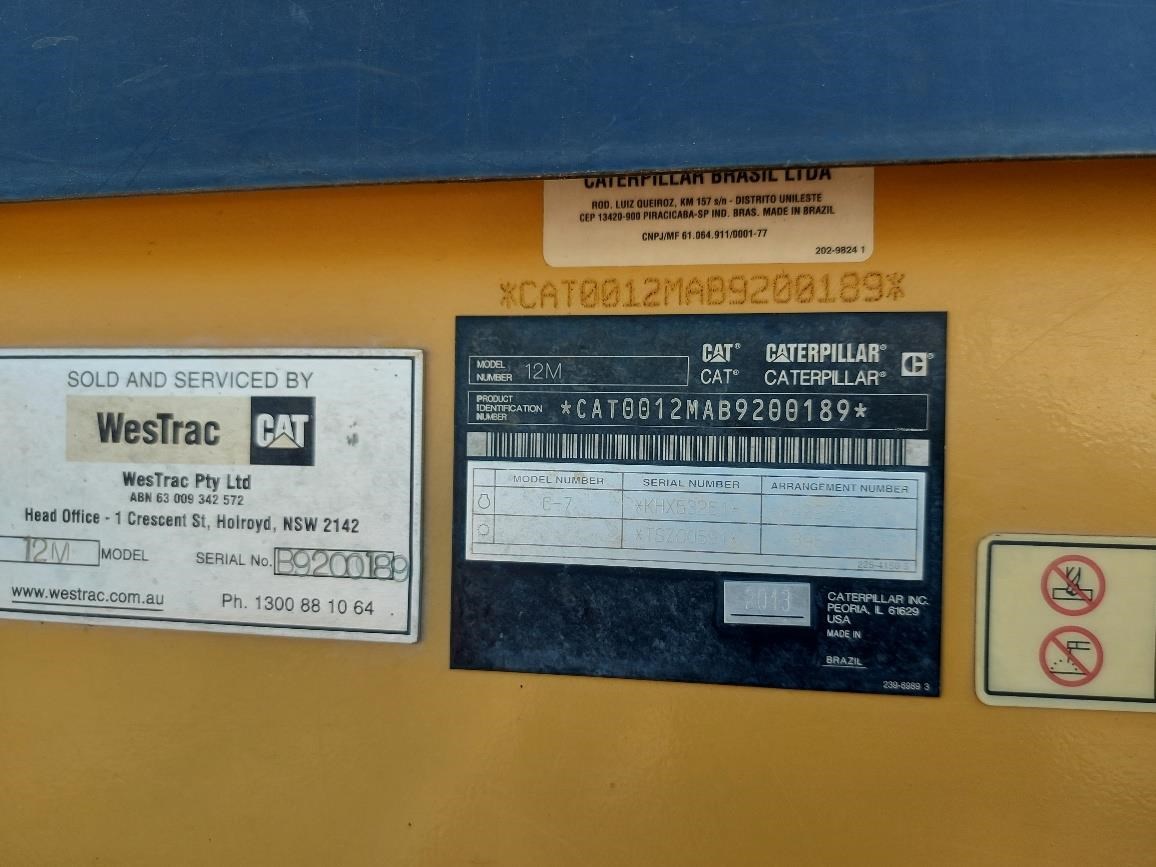 CATERPILLAR BRASIL LTDA
ROD. LUIZ QUEIROZ, KM 157 s/n - DISTRITO UNILESTE
CEP 13420-900 PIRACICABA-SP IND. BRAS. MADE IN BRAZIL
CNPJ/MF 61.064.911/0001-77
202-9824 1
*CAT0012MAB9200189*
SOLD AND SERVICED BY
WesTrac CAT
WesTrac Pty Ltd
ABN 63 009 342 572
Head Office - 1 Crescent St, Holroyd, NSW 2142
12M MODEL SERIAL No. B9200189
www.westrac.com.au Ph. 1300 88 10 64
MODEL NUMBER 12M
CAT® CATERPILLAR®
CAT® CATERPILLAR®
PRODUCT IDENTIFICATION NUMBER *CAT0012MAB9200189*
MODEL NUMBER SERIAL NUMBER ARRANGEMENT NUMBER
C-7
2013
CATERPILLAR INC.
PEORIA, IL 61629
USA
MADE IN
BRAZIL
239-6989 3